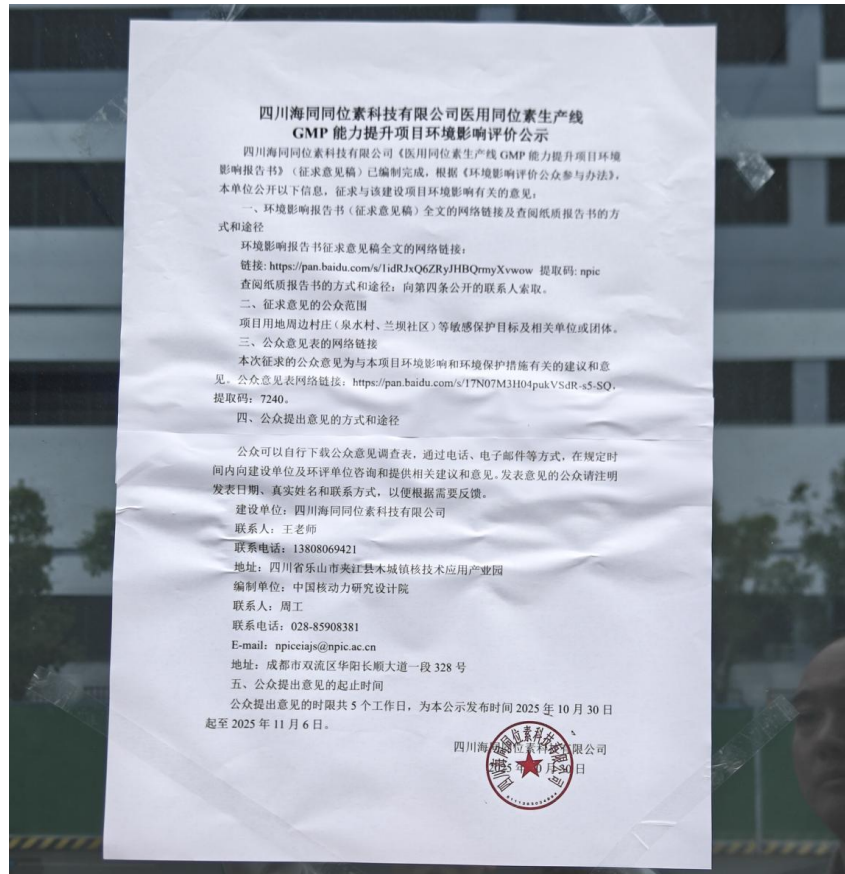 四川海同同位素科技有限公司医用同位素生产线
GMP 能力提升项目环境影响评价公示
四川海同同位素科技有限公司《医用同位素生产线 GMP 能力提升项目环境
影响报告书》（征求意见稿）已编制完成，根据《环境影响评价公众参与办法》，
本单位公开以下信息，征求与该建设项目环境影响有关的意见：
一、环境影响报告书（征求意见稿）全文的网络链接及查阅纸质报告书的方
式和途径
环境影响报告书征求意见稿全文的网络链接：
链接: https://pan.baidu.com/s/1idRJxQ6ZRyJHBQrmyXvwow 提取码: npic
查阅纸质报告书的方式和途径：向第四条公开的联系人索取。
二、征求意见的公众范围
项目用地周边村庄（泉水村、兰坝社区）等敏感保护目标及相关单位或团体。
三、公众意见表的网络链接
本次征求的公众意见为与本项目环境影响和环境保护措施有关的建议和意
见。公众意见表网络链接：https://pan.baidu.com/s/17N07M3H04pukVSdR-s5-SQ，
提取码：7240。
四、公众提出意见的方式和途径
公众可以自行下载公众意见调查表，通过电话、电子邮件等方式，在规定时
间内向建设单位及环评单位咨询和提供相关建议和意见。发表意见的公众请注明
发表日期、真实姓名和联系方式，以便根据需要反馈。
建设单位：四川海同同位素科技有限公司
联系人：王老师
联系电话：13808069421
地址：四川省乐山市夹江县木城镇核技术应用产业园
编制单位：中国核动力研究设计院
联系人：周工
联系电话：028-85908381
E-mail：npiceiajs@npic.ac.cn
地址：成都市双流区华阳长顺大道一段 328 号
五、公众提出意见的起止时间
公众提出意见的时限共 5 个工作日，为本公示发布时间 2025 年 10 月 30 日
起至 2025 年 11 月 6 日。
四川海同同位素科技有限公司
2025 年 10 月 30 日
四川海同同位素科技有限公司